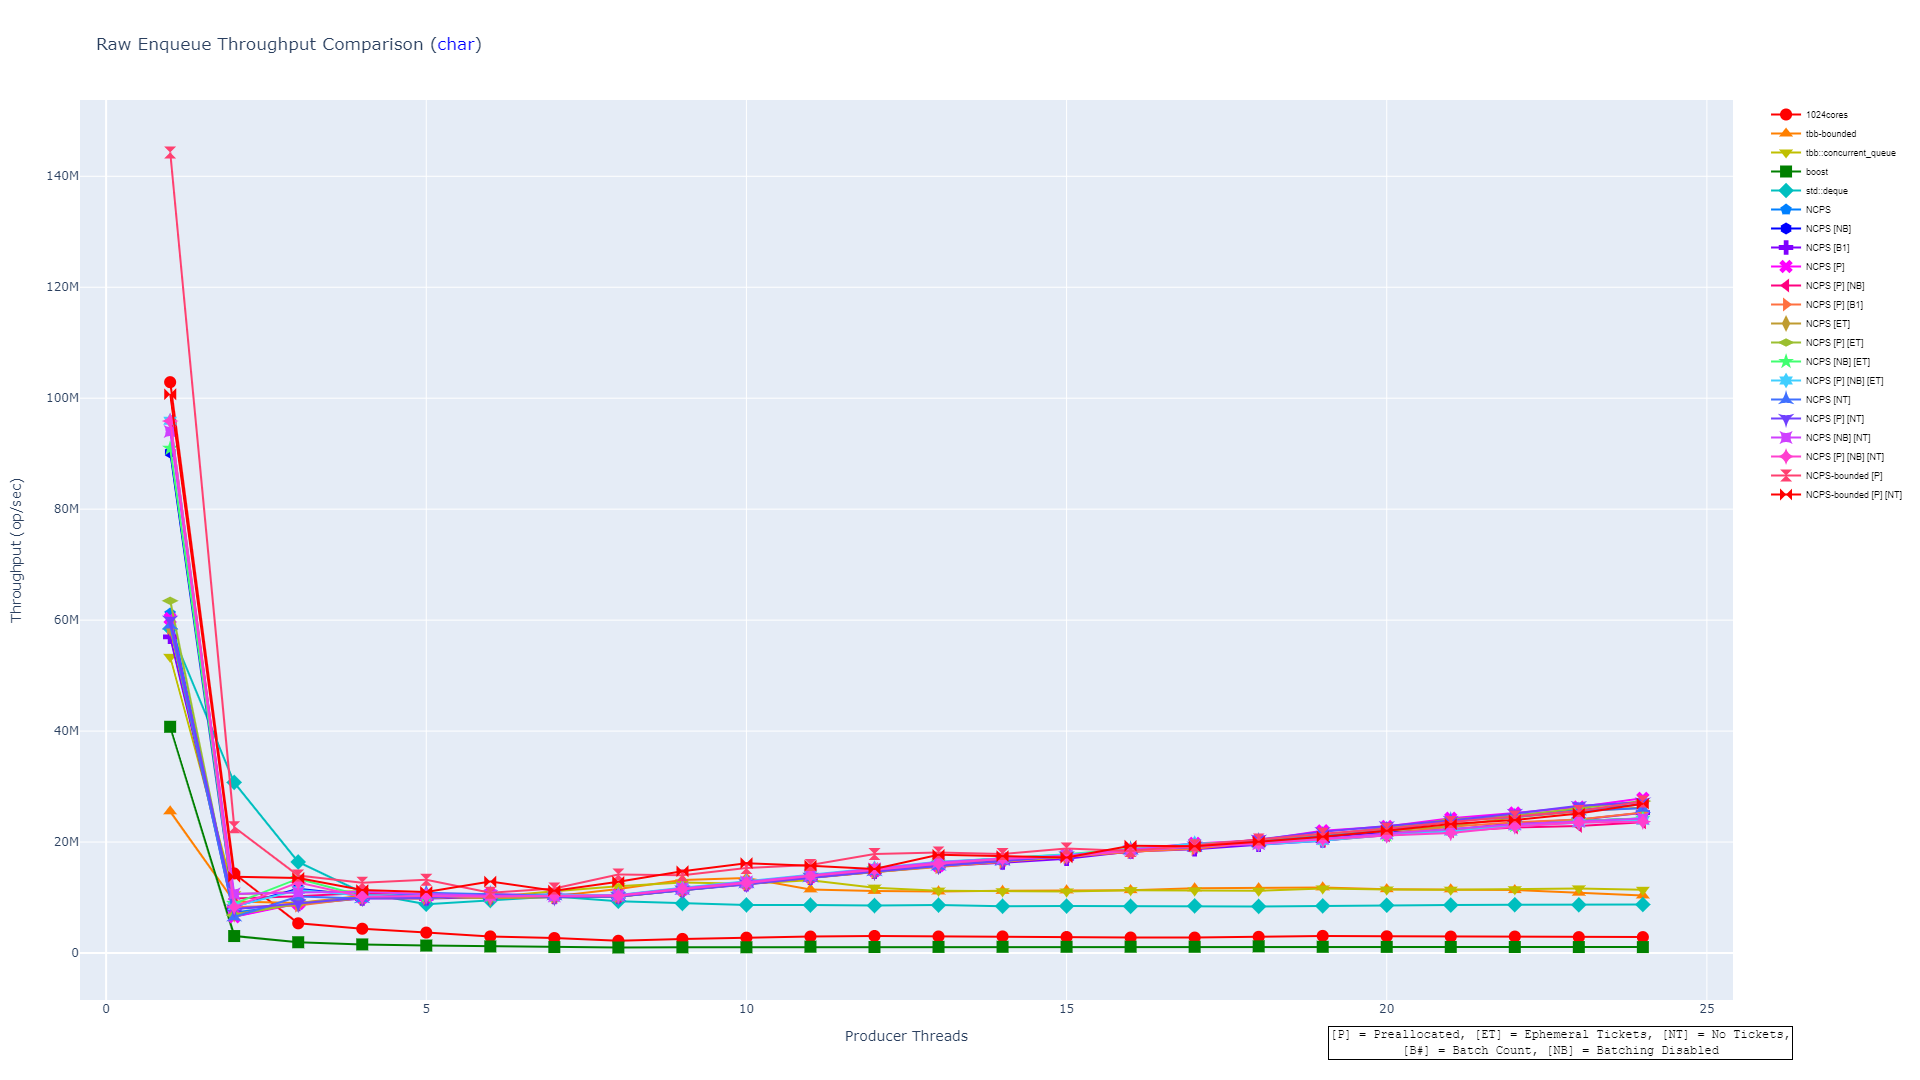 Raw Enqueue Throughput Comparison (char)
Throughput (op/sec)
140M
120M
100M
80M
60M
40M
20M
0
0
5
10
15
20
25
Producer Threads
1024cores
tbb-bounded
tbb::concurrent_queue
boost
std::deque
NCPS
NCPS [NB]
NCPS [B1]
NCPS [P]
NCPS [P] [NB]
NCPS [P] [B1]
NCPS [ET]
NCPS [P] [ET]
NCPS [NB] [ET]
NCPS [P] [NB] [ET]
NCPS [NT]
NCPS [P] [NT]
NCPS [NB] [NT]
NCPS [P] [NB] [NT]
NCPS-bounded [P]
NCPS-bounded [P] [NT]
[P] = Preallocated, [ET] = Ephemeral Tickets, [NT] = No Tickets,
[B#] = Batch Count, [NB] = Batching Disabled